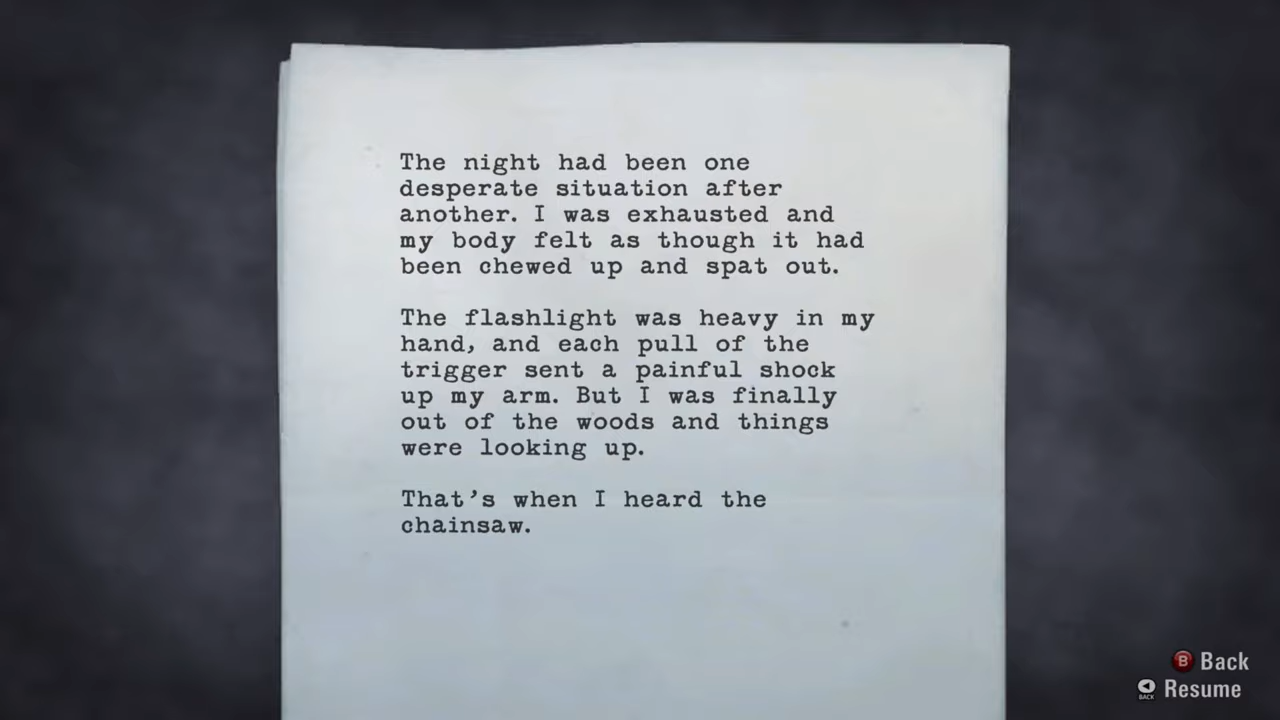 The night had been one
desperate situation after
another. I was exhausted and
my body felt as though it had
been chewed up and spat out.
The flashlight was heavy in my
hand, and each pull of the
trigger sent a painful shock
up my arm. But I was finally
out of the woods and things
were looking up.
That's when I heard the
chainsaw.
B Back
BACK Resume